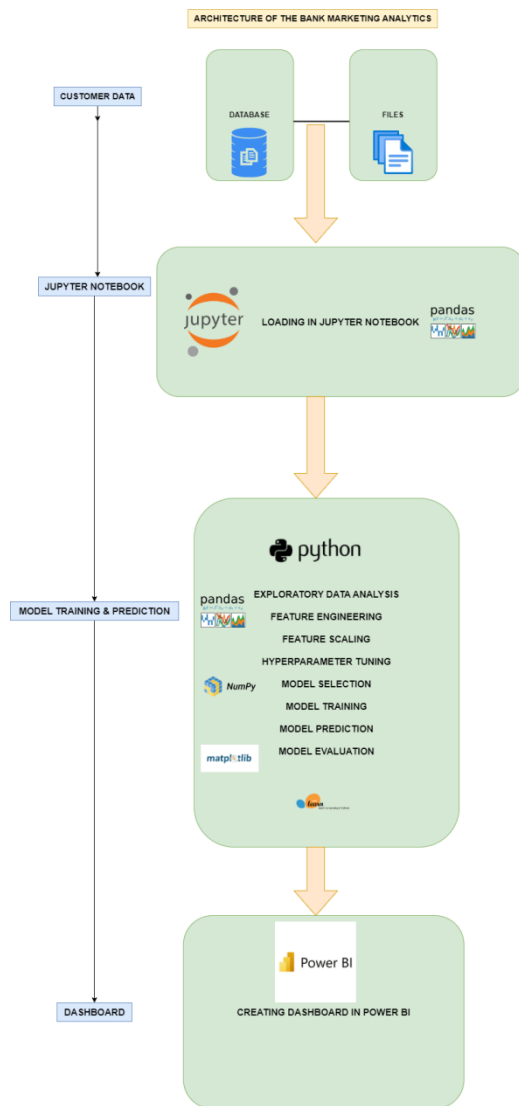 ARCHITECTURE OF THE BANK MARKETING ANALYTICS
CUSTOMER DATA
DATABASE
FILES
JUPYTER NOTEBOOK
jupyter
LOADING IN JUPYTER NOTEBOOK
pandas
python
MODEL TRAINING & PREDICTION
pandas
EXPLORATORY DATA ANALYSIS
FEATURE ENGINEERING
FEATURE SCALING
HYPERPARAMETER TUNING
NumPy
MODEL SELECTION
MODEL TRAINING
MODEL PREDICTION
MODEL EVALUATION
matplotlib
learn
Power BI
DASHBOARD
CREATING DASHBOARD IN POWER BI